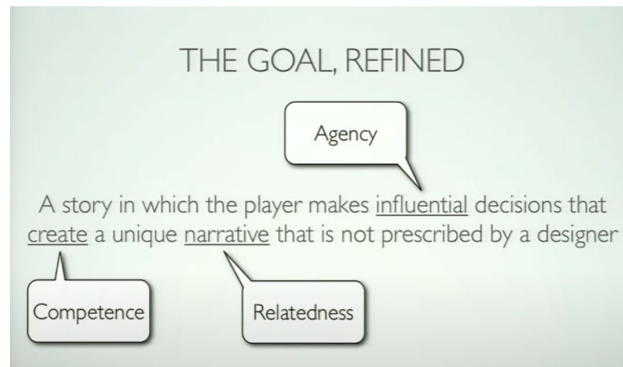 THE GOAL, REFINED
Agency
A story in which the player makes influential decisions that
create a unique narrative that is not prescribed by a designer
Competence
Relatedness